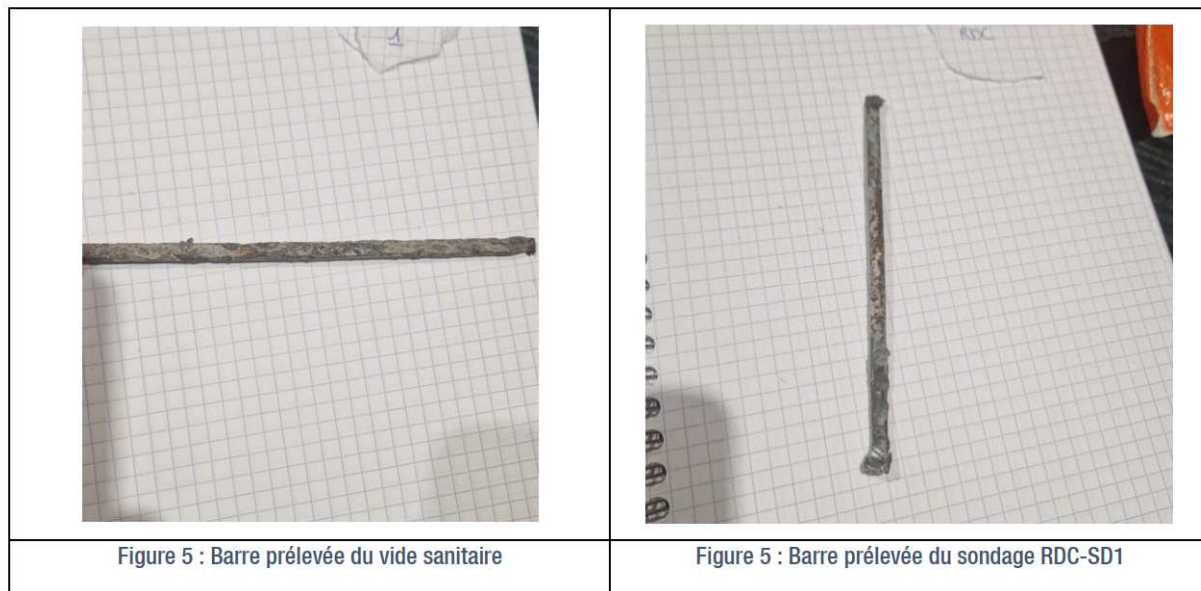 1
RDC
Figure 5 : Barre prélevée du vide sanitaire
Figure 5 : Barre prélevée du sondage RDC-SD1